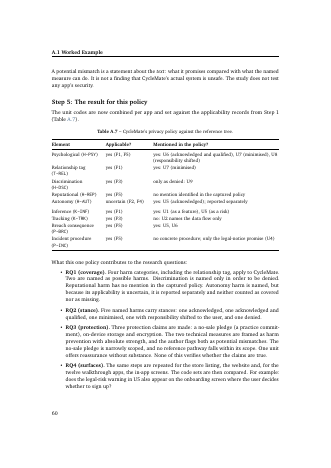 A.1 Worked Example
A potential mismatch is a statement about the text: what it promises compared with what the named
measure can do. It is not a finding that CycleMate's actual system is unsafe. The study does not test
any app's security.
Step 5: The result for this policy
The unit codes are now combined per app and set against the applicability records from Step 1
(Table A.7).
Table A.7 – CycleMate's privacy policy against the reference tree.
Element Applicable? Mentioned in the policy?
Psychological (H-PSY) yes (P1, P5) yes: U6 (acknowledged and qualified), U7 (minimised), U8
(responsibility shifted)
Relationship tag yes (P1) yes: U7 (minimised)
(T-REL)
Discrimination yes (P3) only as denied: U9
(H-DSC)
Reputational (H-REP) yes (P5) no mention identified in the captured policy
Autonomy (H-AUT) uncertain (P2, P4) yes: U5 (acknowledged); reported separately
Inference (K-INF) yes (P1) yes: U1 (as a feature), U5 (as a risk)
Tracking (K-TRK) yes (P3) no: U2 names the data flow only
Breach consequence yes (P5) yes: U5, U6
(P-BRC)
Incident procedure yes (P5) no concrete procedure; only the legal-notice promise (U4)
(P-INC)
What this one policy contributes to the research questions:
• RQ1 (coverage). Four harm categories, including the relationship tag, apply to CycleMate.
Two are named as possible harms. Discrimination is named only in order to be denied.
Reputational harm has no mention in the captured policy. Autonomy harm is named, but
because its applicability is uncertain, it is reported separately and neither counted as covered
nor as missing.
• RQ2 (stance). Five named harms carry stances: one acknowledged, one acknowledged and
qualified, one minimised, one with responsibility shifted to the user, and one denied.
• RQ3 (protection). Three protection claims are made: a no-sale pledge (a practice commit-
ment), on-device storage and encryption. The two technical measures are framed as harm
prevention with absolute strength, and the author flags both as potential mismatches. The
no-sale pledge is narrowly scoped, and no reference pathway falls within its scope. One unit
offers reassurance without substance. None of this verifies whether the claims are true.
• RQ4 (surfaces). The same steps are repeated for the store listing, the website and, for the
twelve walkthrough apps, the in-app screens. The code sets are then compared. For example:
does the legal-risk warning in U5 also appear on the onboarding screen where the user decides
whether to sign up?
60